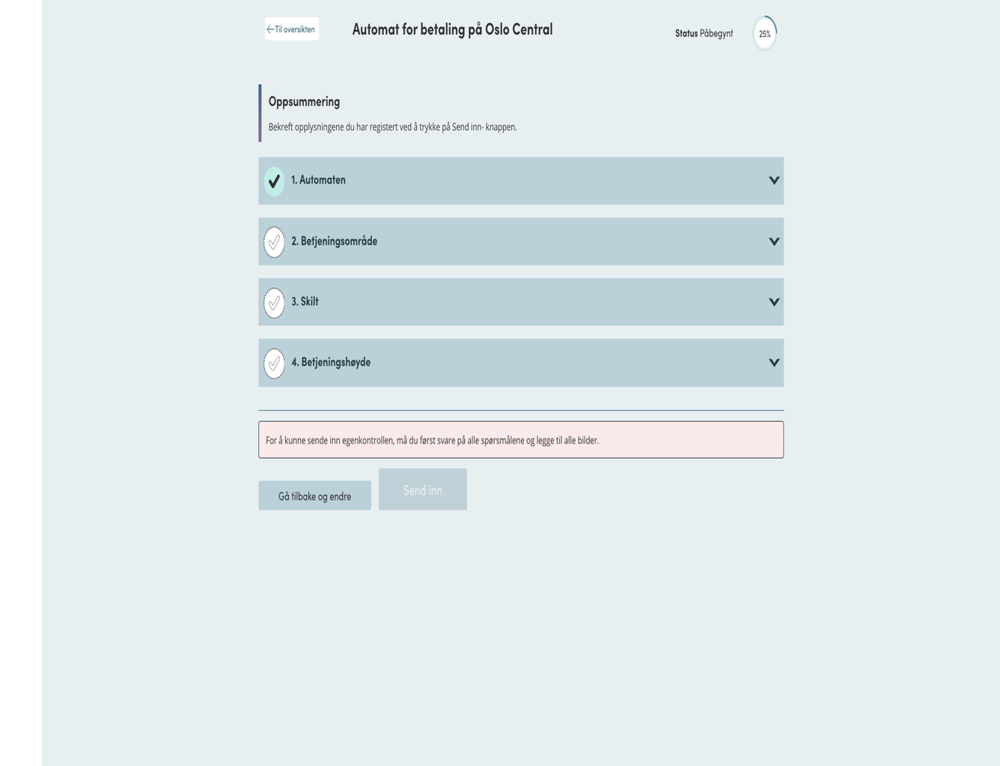 Til oversikten
Automat for betaling på Oslo Central
Status Påbegynt
25%
Oppsummering
Bekreft opplysningene du har registert ved å trykke på Send inn- knappen.
1. Automaten
2. Betjeningsområde
3. Skilt
4. Betjeningshøyde
For å kunne sende inn egenkontrollen, må du først svare på alle spørsmålene og legge til alle bilder.
Gå tilbake og endre
Send inn